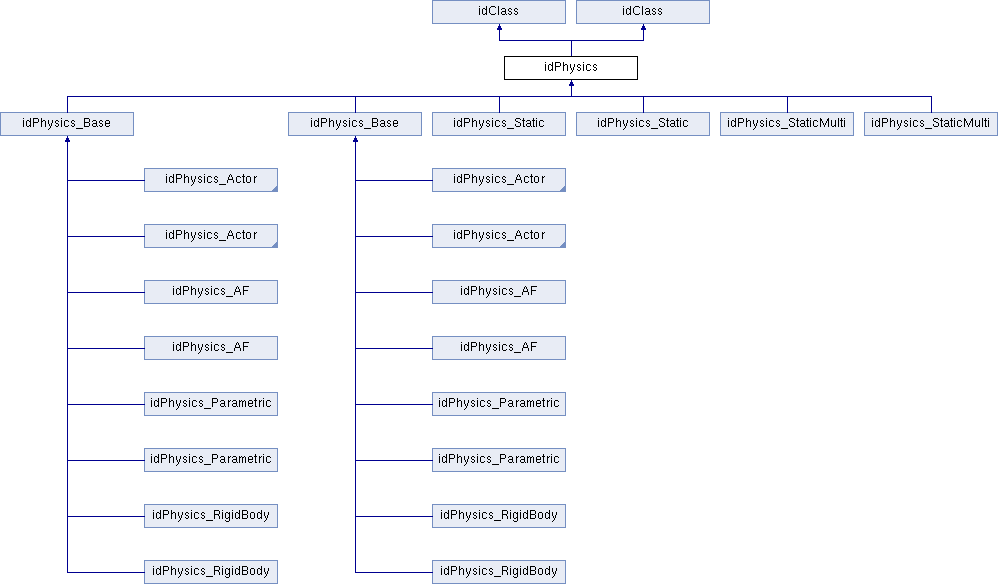 idClass
idClass
idPhysics
idPhysics_Base
idPhysics_Base
idPhysics_Static
idPhysics_Static
idPhysics_StaticMulti
idPhysics_StaticMulti
idPhysics_Actor
idPhysics_Actor
idPhysics_Actor
idPhysics_Actor
idPhysics_AF
idPhysics_AF
idPhysics_AF
idPhysics_AF
idPhysics_Parametric
idPhysics_Parametric
idPhysics_Parametric
idPhysics_Parametric
idPhysics_RigidBody
idPhysics_RigidBody
idPhysics_RigidBody
idPhysics_RigidBody